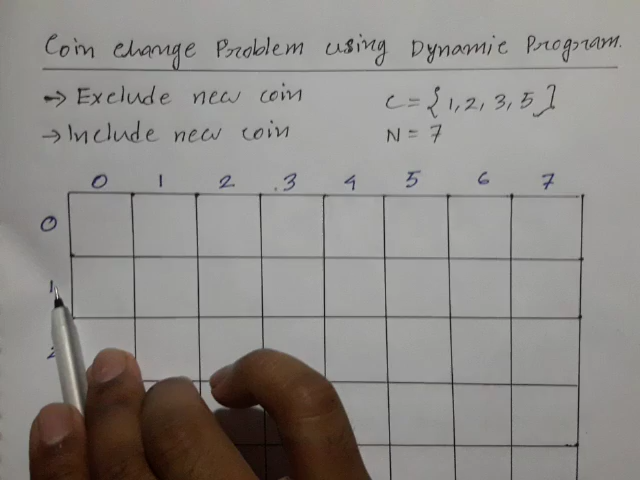 Coin change Problem using Dynamic Program.
→ Exclude new coin
C = {1, 2, 3, 5}
→ Include new coin
N = 7
0 1 2 3 4 5 6 7
0
1
2